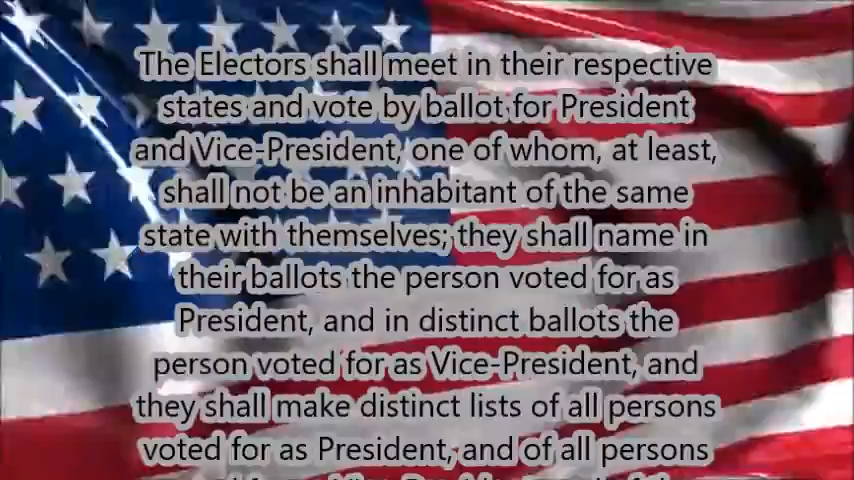 The Electors shall meet in their respective
states and vote by ballot for President
and Vice-President, one of whom, at least,
shall not be an inhabitant of the same
state with themselves; they shall name in
their ballots the person voted for as
President, and in distinct ballots the
person voted for as Vice-President, and
they shall make distinct lists of all persons
voted for as President, and of all persons